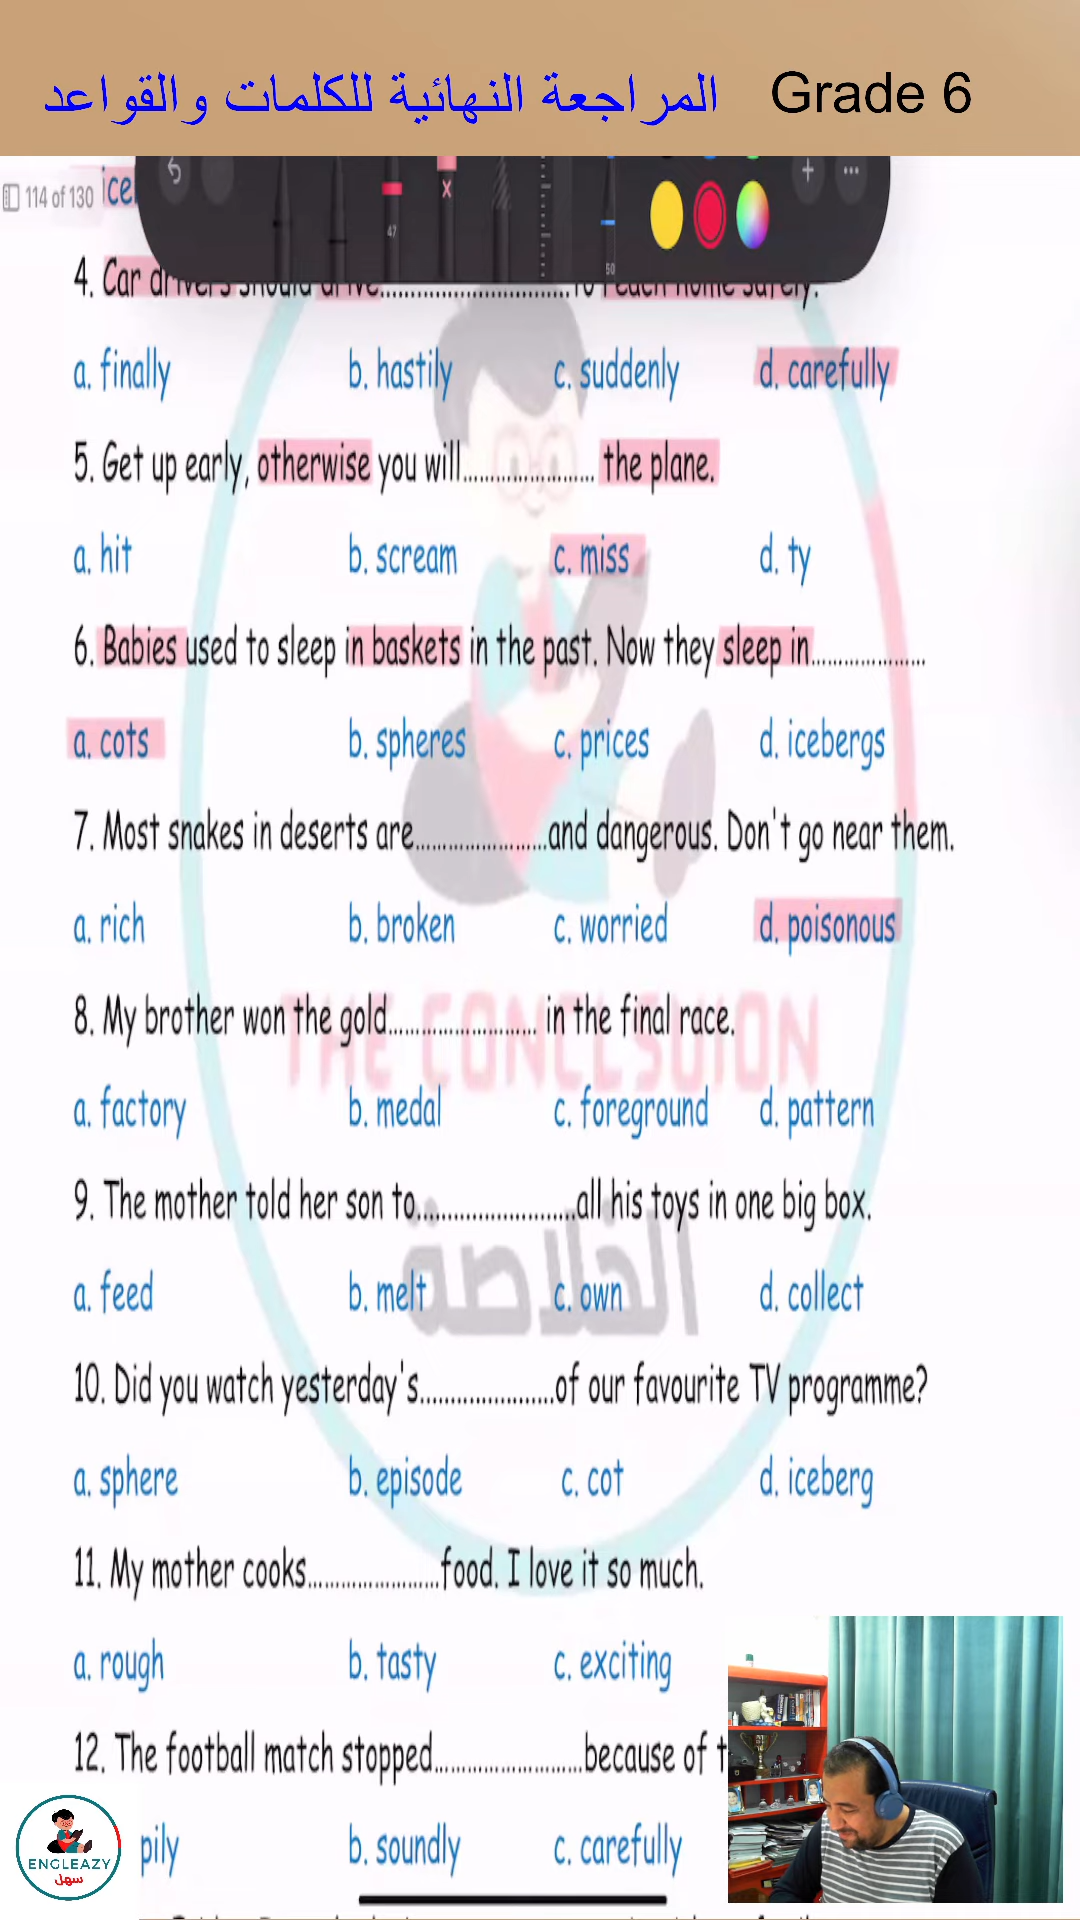 المراجعة النهائية للكلمات والقواعد Grade 6
114 of 130
47
50
4. Car drivers should drive............................to reach home safely.
a. finally b. hastily c. suddenly d. carefully
5. Get up early, otherwise you will........................ the plane.
a. hit b. scream c. miss d. ty
6. Babies used to sleep in baskets in the past. Now they sleep in.....................
a. cots b. spheres c. prices d. icebergs
7. Most snakes in deserts are........................and dangerous. Don't go near them.
a. rich b. broken c. worried d. poisonous
8. My brother won the gold........................... in the final race.
THE CONCLSUION
a. factory b. medal c. foreground d. pattern
9. The mother told her son to.............................all his toys in one big box.
الخلاصة
a. feed b. melt c. own d. collect
10. Did you watch yesterday's........................of our favourite TV programme?
a. sphere b. episode c. cot d. iceberg
11. My mother cooks........................food. I love it so much.
a. rough b. tasty c. exciting
12. The football match stopped...........................because of
pily b. soundly c. carefully
ENGLEAZY
سهل